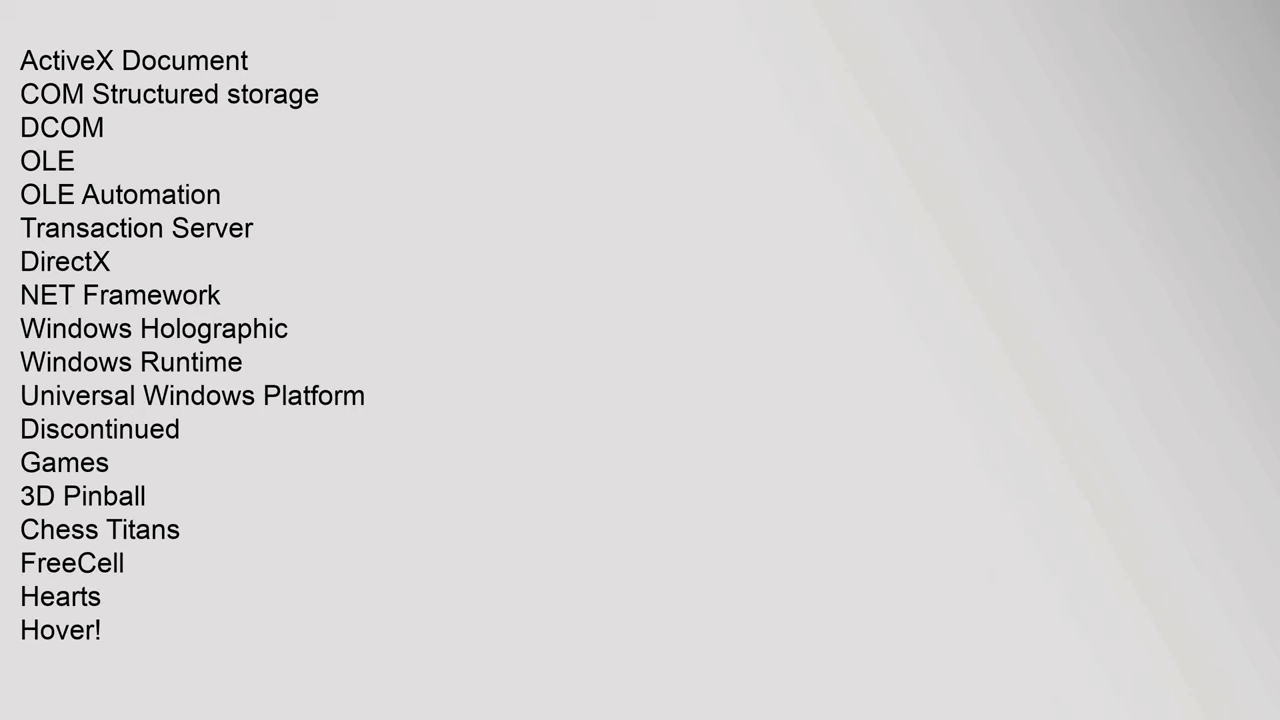 ActiveX Document
COM Structured storage
DCOM
OLE
OLE Automation
Transaction Server
DirectX
NET Framework
Windows Holographic
Windows Runtime
Universal Windows Platform
Discontinued
Games
3D Pinball
Chess Titans
FreeCell
Hearts
Hover!